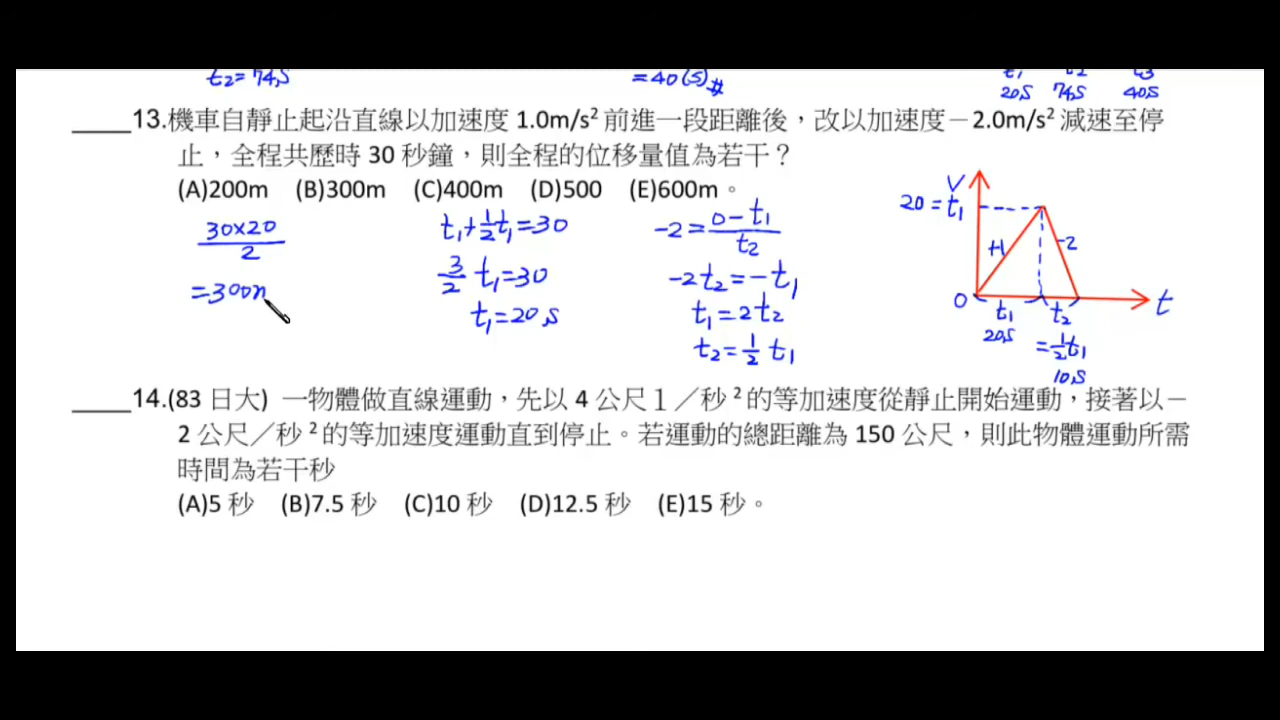 t₂=74s
=40(s)#
t₁ t₂ t₃
20s 74s 40s
____13.機車自靜止起沿直線以加速度 1.0m/s² 前進一段距離後，改以加速度－2.0m/s² 減速至停
止，全程共歷時 30 秒鐘，則全程的位移量值為若干？
(A)200m (B)300m (C)400m (D)500 (E)600m。
30×20
2
=300m
t₁+½t₁=30
3/2 t₁=30
t₁=20s
-2=(0-t₁)/t₂
-2t₂=-t₁
t₁=2t₂
t₂=½t₁
V
20=t₁
+1
-2
0
t₁ t₂
t
20s
=½t₁
10s
____14.(83 日大) 一物體做直線運動，先以 4 公尺１／秒 ² 的等加速度從靜止開始運動，接著以－
2 公尺／秒 ² 的等加速度運動直到停止。若運動的總距離為 150 公尺，則此物體運動所需
時間為若干秒
(A)5 秒 (B)7.5 秒 (C)10 秒 (D)12.5 秒 (E)15 秒。